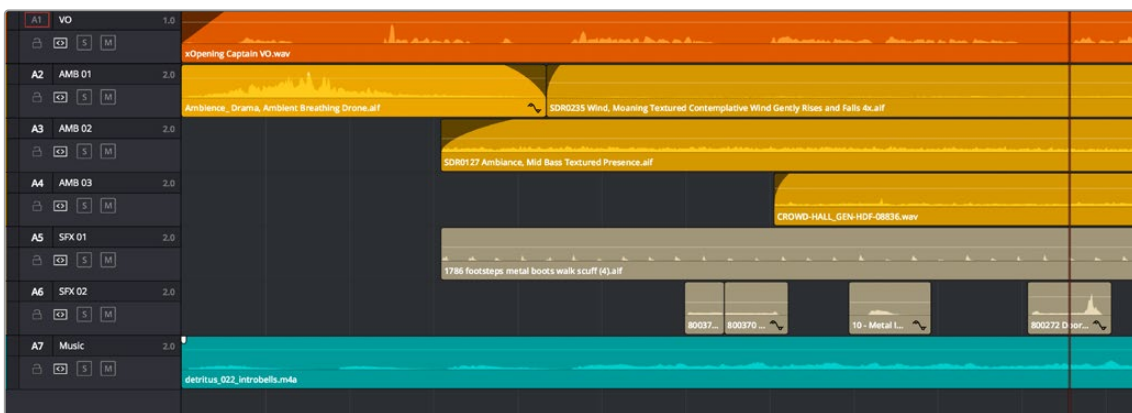 A1 VO 1.0
S M
xOpening Captain VO.wav
A2 AMB 01 2.0
S M
Ambience_ Drama, Ambient Breathing Drone.aif
SDR0235 Wind, Moaning Textured Contemplative Wind Gently Rises and Falls 4x.aif
A3 AMB 02 2.0
S M
SDR0127 Ambiance, Mid Bass Textured Presence.aif
A4 AMB 03 2.0
S M
CROWD-HALL_GEN-HDF-08836.wav
A5 SFX 01 2.0
S M
1786 footsteps metal boots walk scuff (4).aif
A6 SFX 02 2.0
S M
80037...
800370 ...
10 - Metal I...
800272 Door...
A7 Music 2.0
S M
detritus_022_introbells.m4a